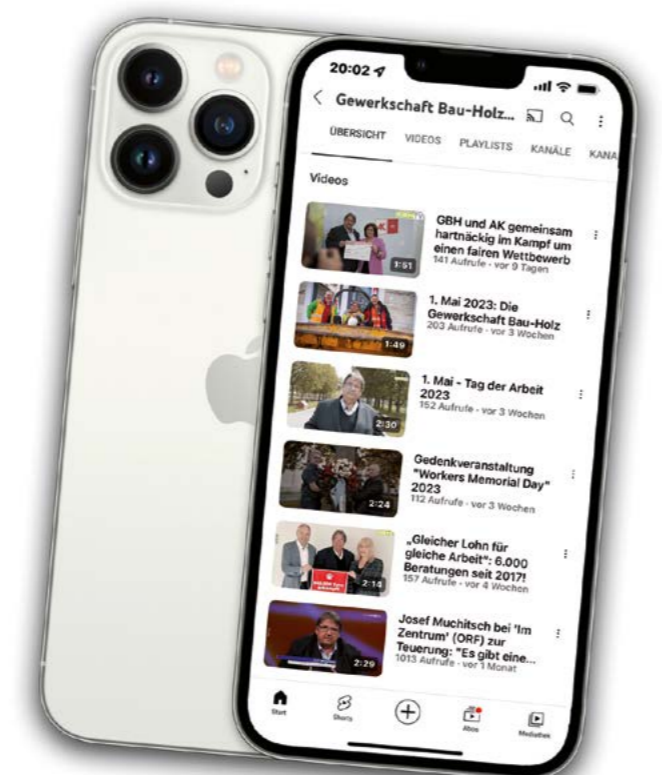 20:02
Gewerkschaft Bau-Holz...
ÜBERSICHT VIDEOS PLAYLISTS KANÄLE KANA
Videos
GBH und AK gemeinsam
hartnäckig im Kampf um
einen fairen Wettbewerb
141 Aufrufe · vor 9 Tagen
1:51
1. Mai 2023: Die
Gewerkschaft Bau-Holz
203 Aufrufe · vor 3 Wochen
1:49
1. Mai - Tag der Arbeit
2023
152 Aufrufe · vor 3 Wochen
2:30
Gedenkveranstaltung
"Workers Memorial Day"
2023
112 Aufrufe · vor 3 Wochen
2:24
„Gleicher Lohn für
gleiche Arbeit": 6.000
Beratungen seit 2017!
157 Aufrufe · vor 4 Wochen
2:14
Josef Muchitsch bei 'Im
Zentrum' (ORF) zur
Teuerung: "Es gibt eine...
1013 Aufrufe · vor 1 Monat
2:29
Start Shorts Abos Mediathek